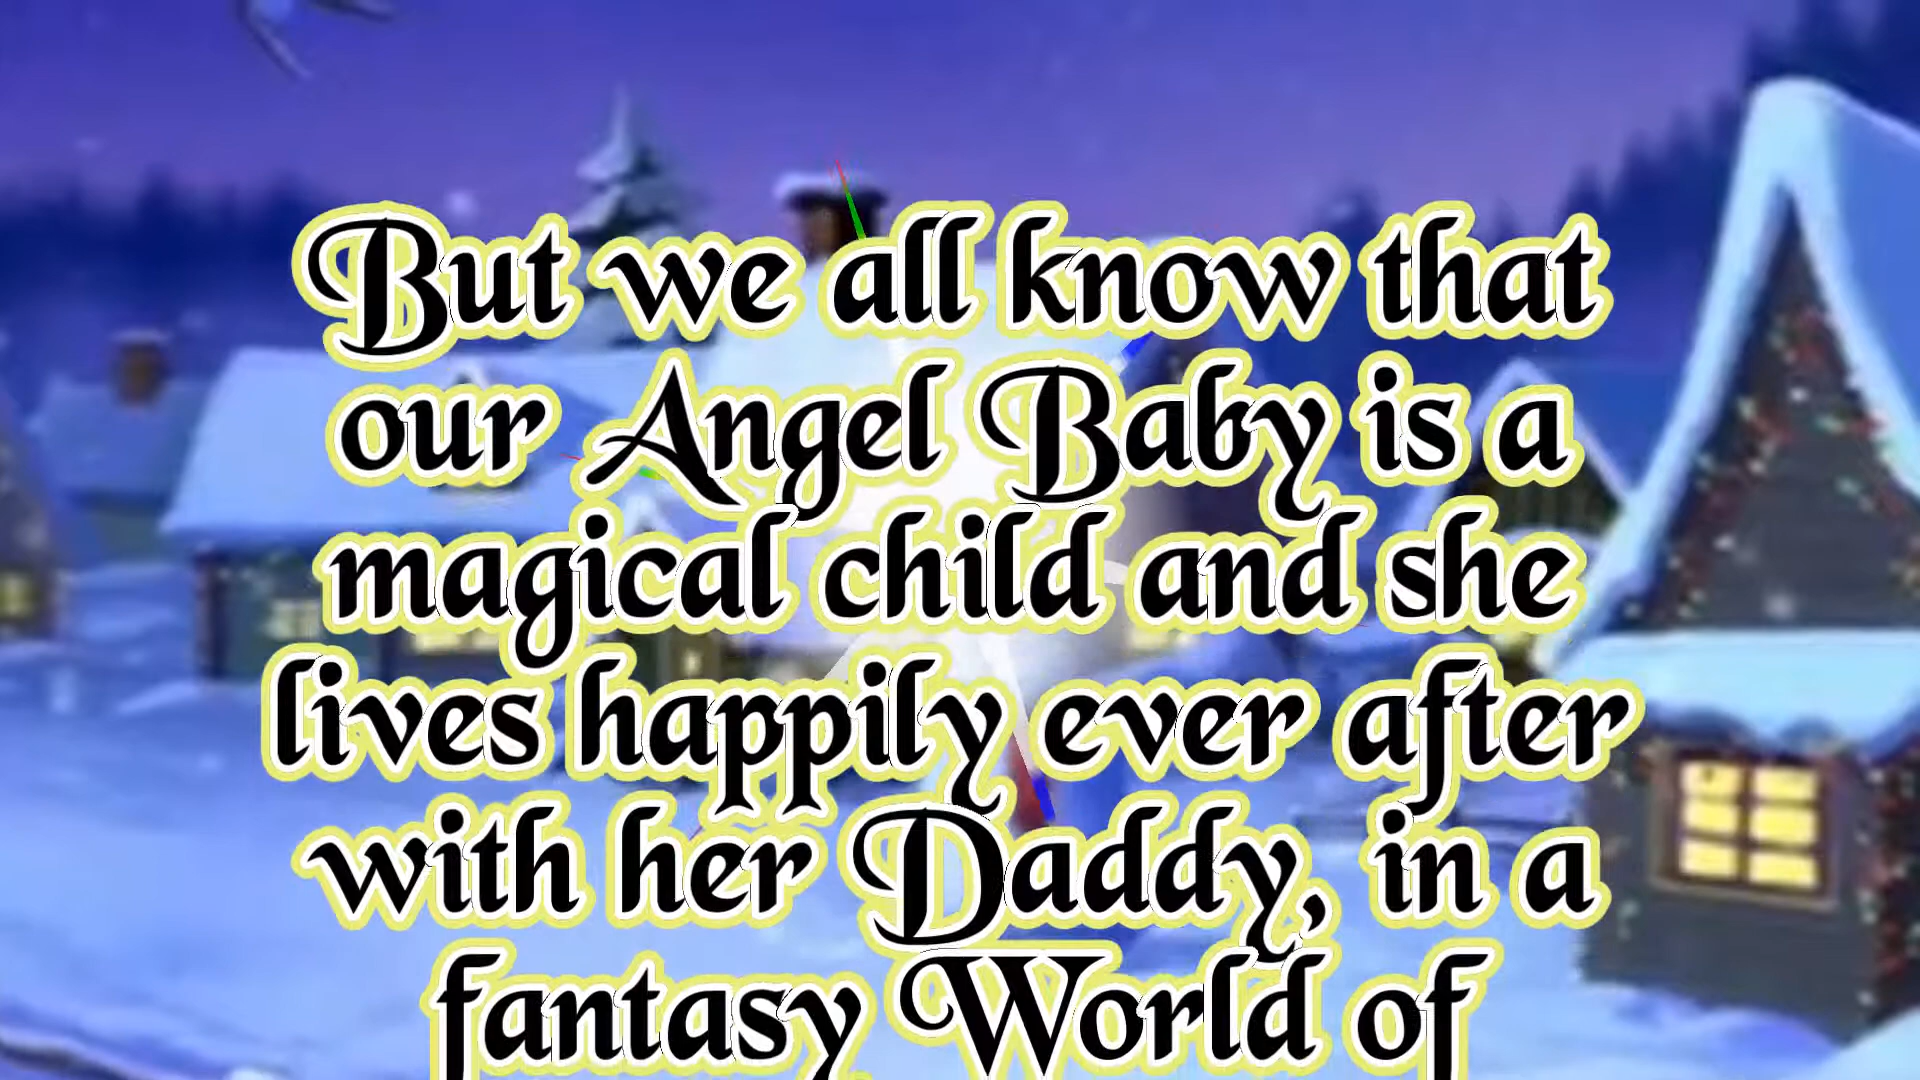 But we all know that
our Angel Baby is a
magical child and she
lives happily ever after
with her Daddy, in a
fantasy World of